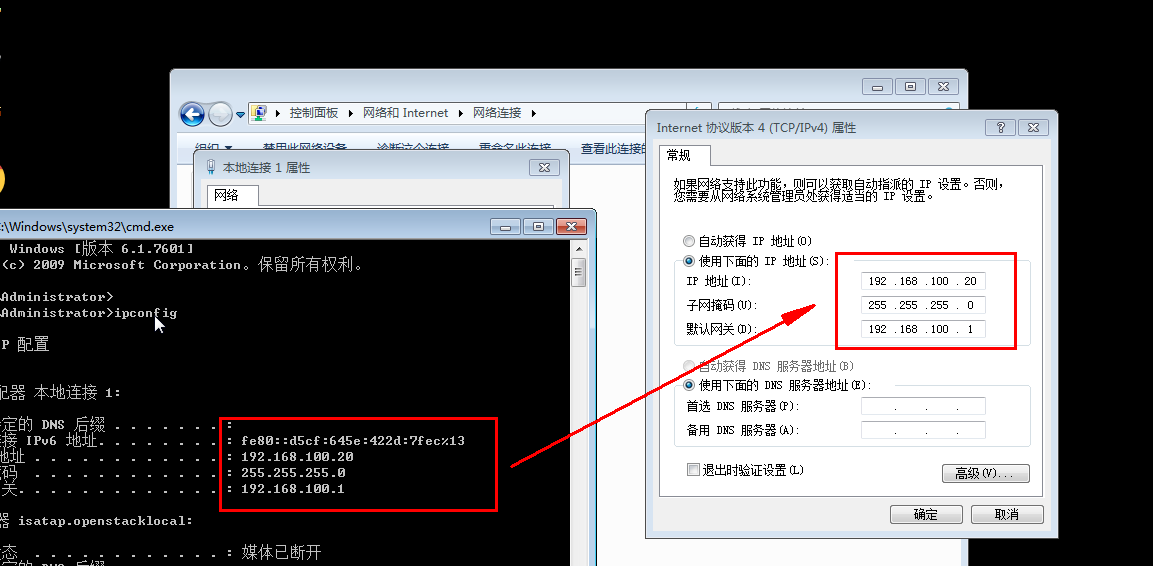 控制面板 网络和 Internet 网络连接
组织 禁用此网络设备 诊断这个连接 重命名此连接 查看此连接的
本地连接 1 属性
网络
:\Windows\system32\cmd.exe
Windows [版本 6.1.7601]
(c) 2009 Microsoft Corporation。保留所有权利。
Administrator>
Administrator>ipconfig
P 配置
配器 本地连接 1:
定的 DNS 后缀 . . . . . . . :
接 IPv6 地址. . . . . . . . : fe80::d5cf:645e:422d:7fec%13
地址 . . . . . . . . . . . . : 192.168.100.20
码 . . . . . . . . . . . . : 255.255.255.0
关. . . . . . . . . . . . . : 192.168.100.1
器 isatap.openstacklocal:
态 . . . . . . . . . . . . : 媒体已断开
定的 DNS 后缀
Internet 协议版本 4 (TCP/IPv4) 属性
常规
如果网络支持此功能，则可以获取自动指派的 IP 设置。否则，
您需要从网络系统管理员处获得适当的 IP 设置。
自动获得 IP 地址(O)
使用下面的 IP 地址(S):
IP 地址(I): 192 .168 .100 . 20
子网掩码(U): 255 .255 .255 . 0
默认网关(D): 192 .168 .100 . 1
自动获得 DNS 服务器地址(B)
使用下面的 DNS 服务器地址(E):
首选 DNS 服务器(P): . . .
备用 DNS 服务器(A): . . .
退出时验证设置(L)
高级(V)...
确定 取消